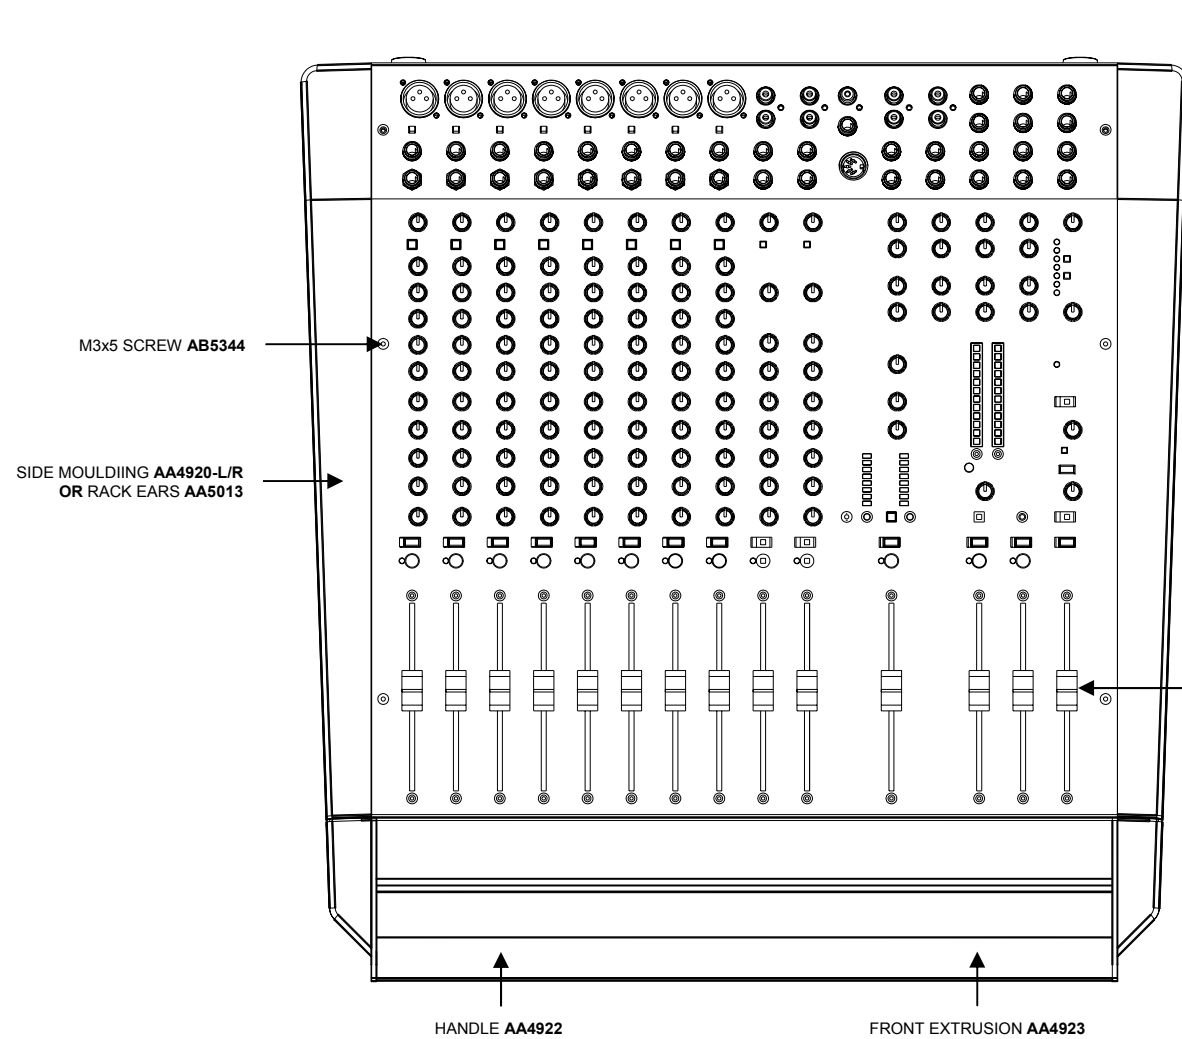 M3x5 SCREW AB5344
SIDE MOULDIING AA4920-L/R
OR RACK EARS AA5013
HANDLE AA4922
FRONT EXTRUSION AA4923